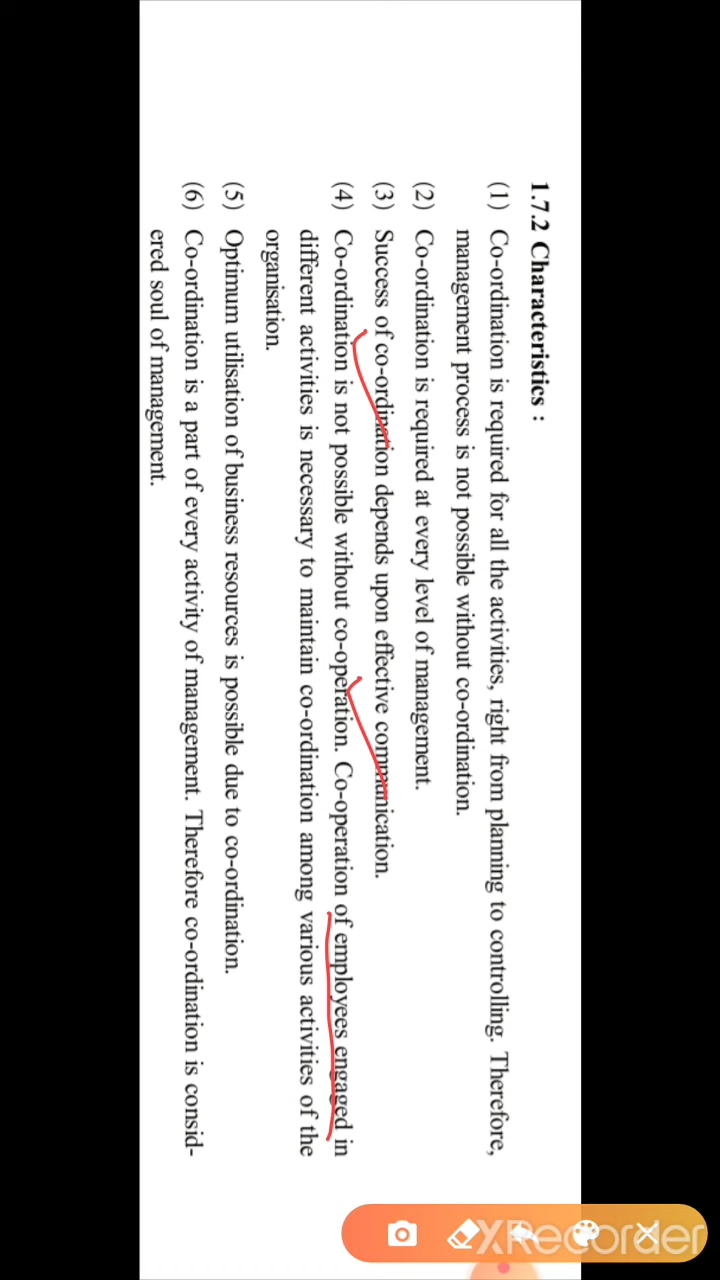 1.7.2 Characteristics :
(1) Co-ordination is required for all the activities, right from planning to controlling. Therefore,
management process is not possible without co-ordination.
(2) Co-ordination is required at every level of management.
(3) Success of co-ordination depends upon effective communication.
(4) Co-ordination is not possible without co-operation. Co-operation of employees engaged in
different activities is necessary to maintain co-ordination among various activities of the
organisation.
(5) Optimum utilisation of business resources is possible due to co-ordination.
(6) Co-ordination is a part of every activity of management. Therefore co-ordination is consid-
ered soul of management.
XRecorder